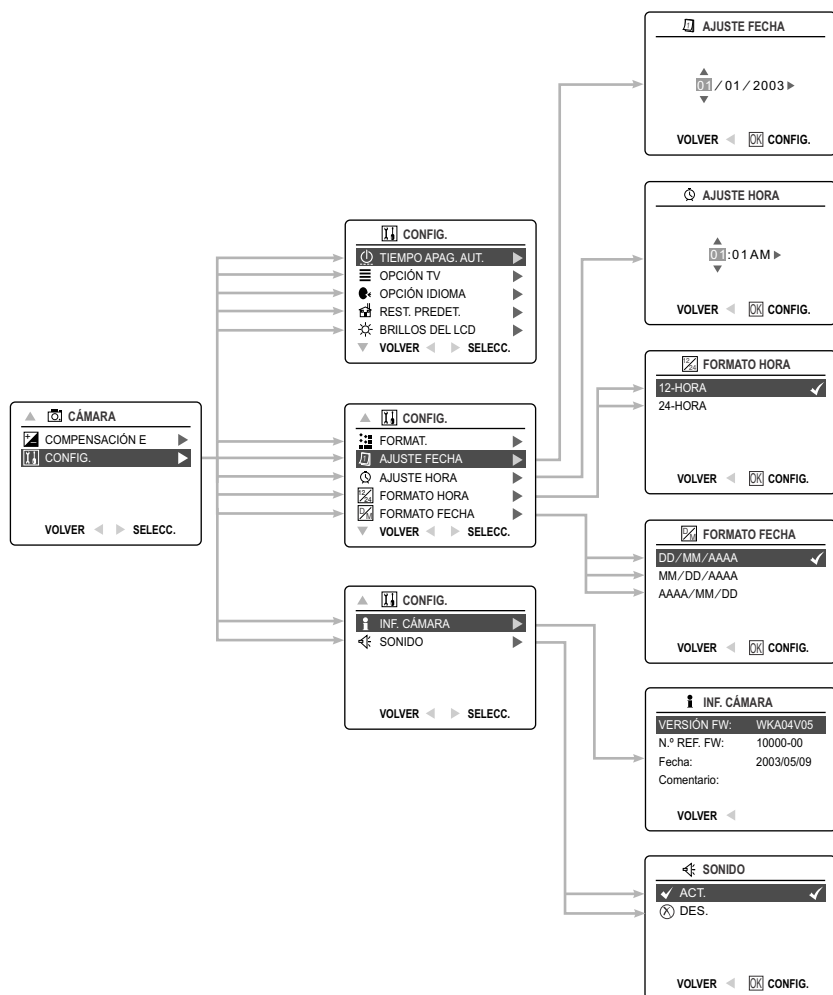 CÁMARA
COMPENSACIÓN E
CONFIG.
VOLVER SELECC.
CONFIG.
TIEMPO APAG. AUT.
OPCIÓN TV
OPCIÓN IDIOMA
REST. PREDET.
BRILLOS DEL LCD
VOLVER SELECC.
CONFIG.
FORMAT.
AJUSTE FECHA
AJUSTE HORA
12/24 FORMATO HORA
D/M FORMATO FECHA
VOLVER SELECC.
CONFIG.
INF. CÁMARA
SONIDO
VOLVER SELECC.
AJUSTE FECHA
01/01/2003
VOLVER OK CONFIG.
AJUSTE HORA
01:01AM
VOLVER OK CONFIG.
12/24 FORMATO HORA
12-HORA
24-HORA
VOLVER OK CONFIG.
D/M FORMATO FECHA
DD/MM/AAAA
MM/DD/AAAA
AAAA/MM/DD
VOLVER OK CONFIG.
INF. CÁMARA
VERSIÓN FW: WKA04V05
N.º REF. FW: 10000-00
Fecha: 2003/05/09
Comentario:
VOLVER
SONIDO
ACT.
DES.
VOLVER OK CONFIG.